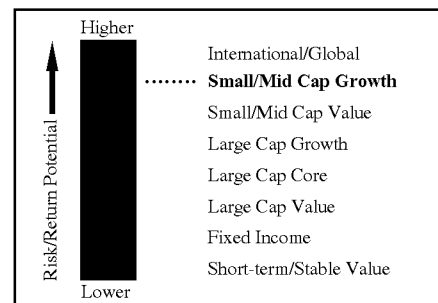 Higher
International/Global
Small/Mid Cap Growth
Small/Mid Cap Value
Large Cap Growth
Large Cap Core
Large Cap Value
Fixed Income
Short-term/Stable Value
Lower
Risk/Return Potential